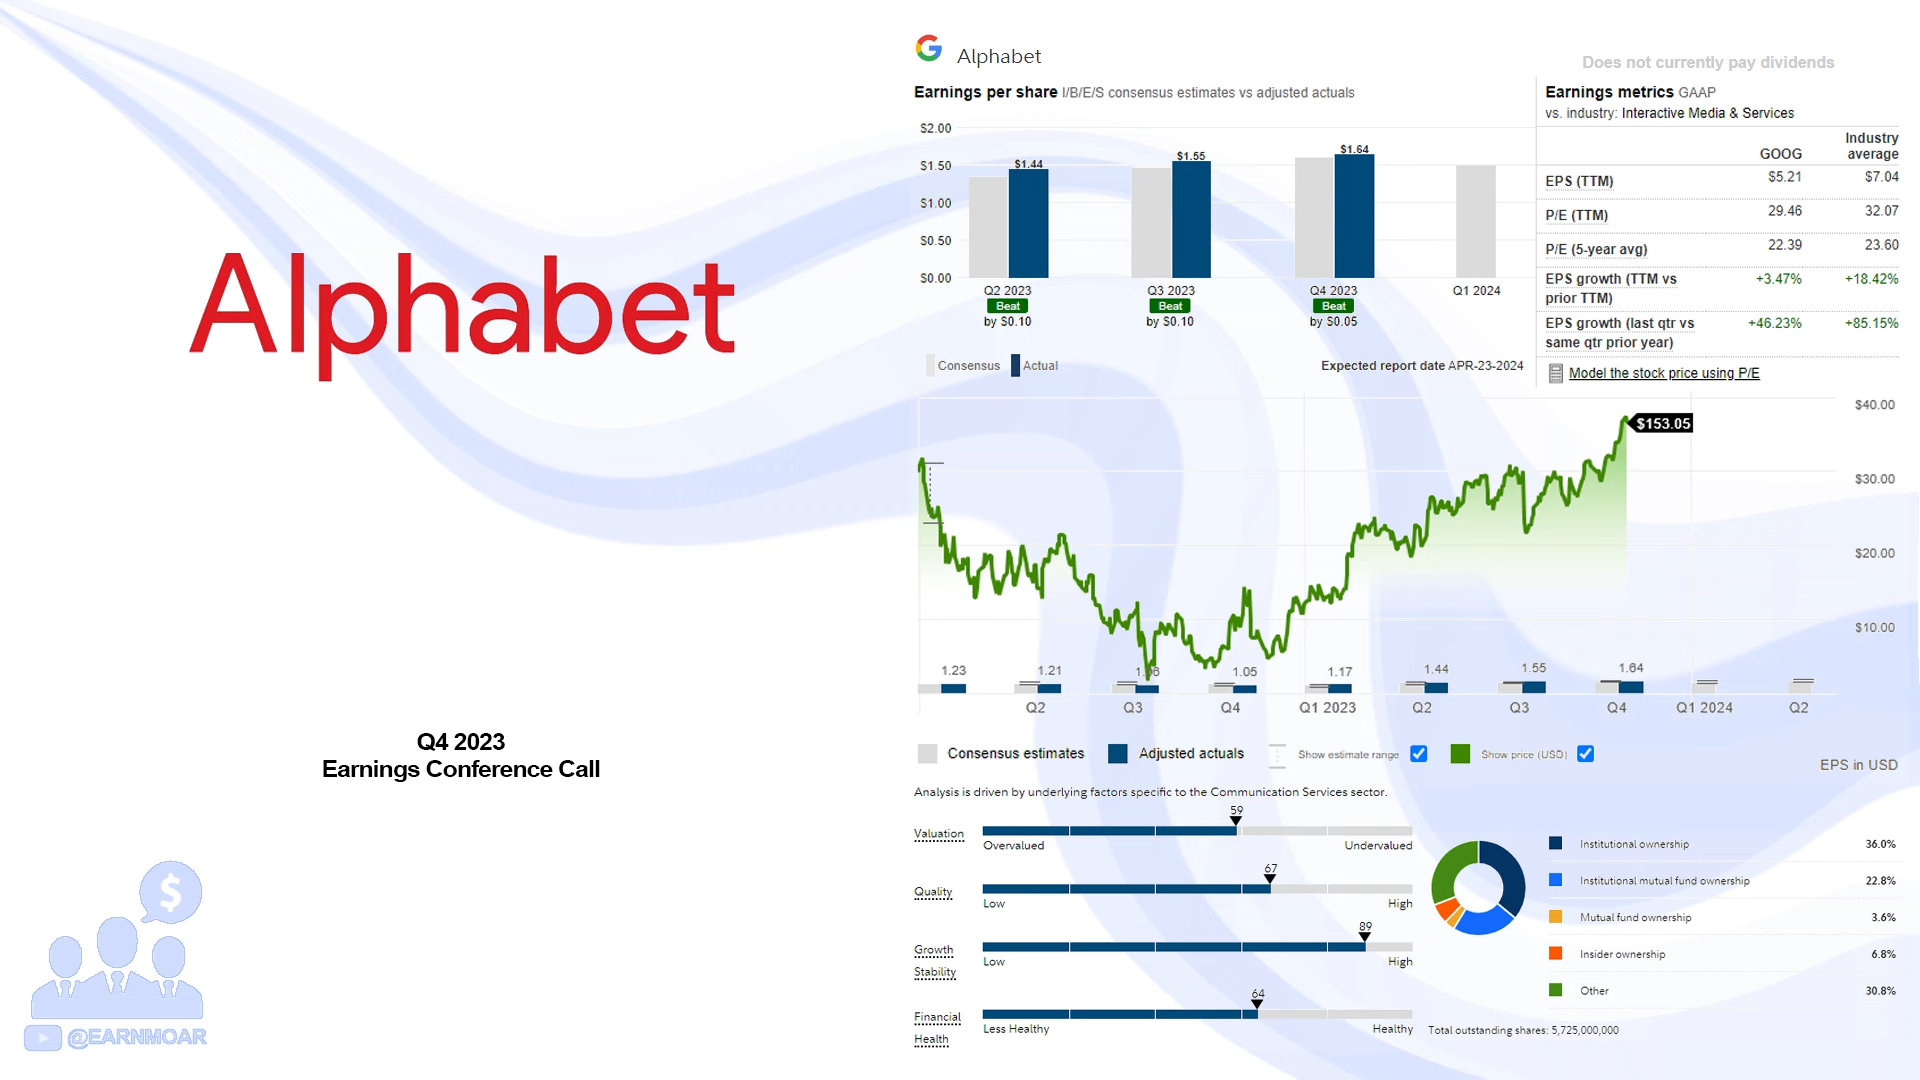 Alphabet
Q4 2023
Earnings Conference Call
$
@EARNMOAR
G Alphabet
Does not currently pay dividends
Earnings per share I/B/E/S consensus estimates vs adjusted actuals
$2.00
$1.50
$1.00
$0.50
$0.00
$1.44
$1.55
$1.64
Q2 2023
Q3 2023
Q4 2023
Q1 2024
Beat
Beat
Beat
by $0.10
by $0.10
by $0.05
Consensus Actual
Expected report date APR-23-2024
Earnings metrics GAAP
vs. industry: Interactive Media & Services
GOOG Industry average
EPS (TTM) $5.21 $7.04
P/E (TTM) 29.46 32.07
P/E (5-year avg) 22.39 23.60
EPS growth (TTM vs prior TTM) +3.47% +18.42%
EPS growth (last qtr vs same qtr prior year) +46.23% +85.15%
Model the stock price using P/E
$153.05
$40.00
$30.00
$20.00
$10.00
1.23 1.21 1.05 1.17 1.44 1.55 1.64
Q2 Q3 Q4 Q1 2023 Q2 Q3 Q4 Q1 2024 Q2
Consensus estimates Adjusted actuals Show estimate range Show price (USD)
EPS in USD
Analysis is driven by underlying factors specific to the Communication Services sector.
Valuation 59
Overvalued Undervalued
Quality 67
Low High
Growth Stability 89
Low High
Financial Health 64
Less Healthy Healthy
Institutional ownership 36.0%
Institutional mutual fund ownership 22.8%
Mutual fund ownership 3.6%
Insider ownership 6.8%
Other 30.8%
Total outstanding shares: 5,725,000,000